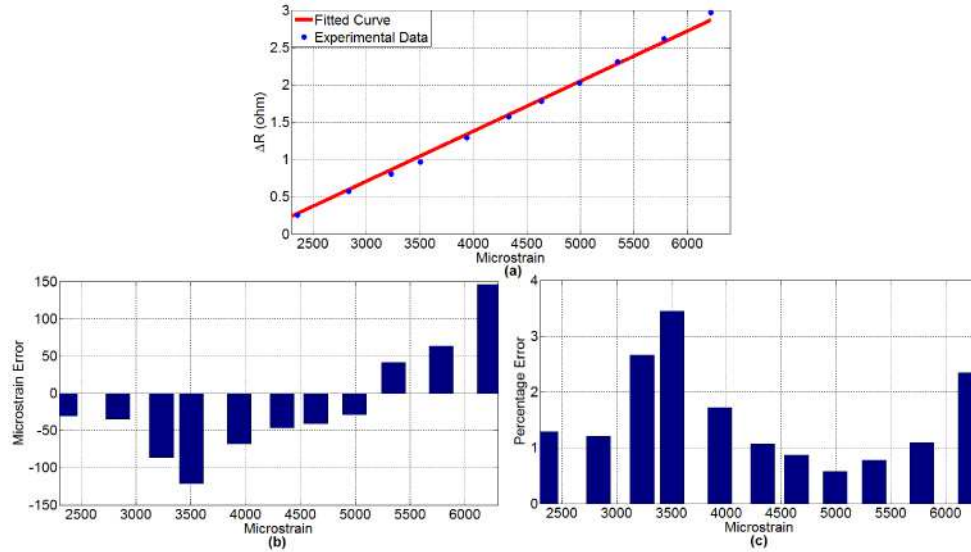 3
2.5
2
1.5
1
0.5
0
ΔR (ohm)
Fitted Curve
Experimental Data
2500 3000 3500 4000 4500 5000 5500 6000
Microstrain
(a)
150
100
50
0
-50
-100
-150
Microstrain Error
2500 3000 3500 4000 4500 5000 5500 6000
Microstrain
(b)
4
3
2
1
0
Percentage Error
2500 3000 3500 4000 4500 5000 5500 6000
Microstrain
(c)